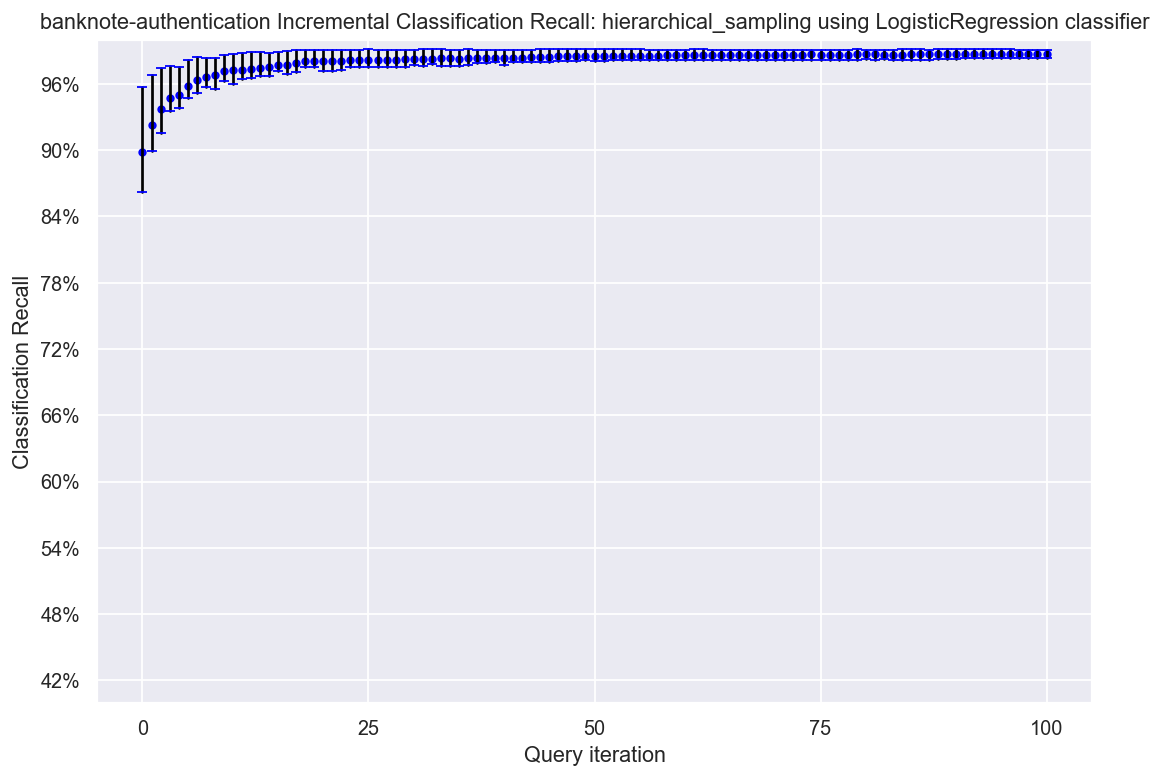 banknote-authentication Incremental Classification Recall: hierarchical_sampling using LogisticRegression classifier
96%
90%
84%
78%
72%
66%
60%
54%
48%
42%
Classification Recall
0 25 50 75 100
Query iteration